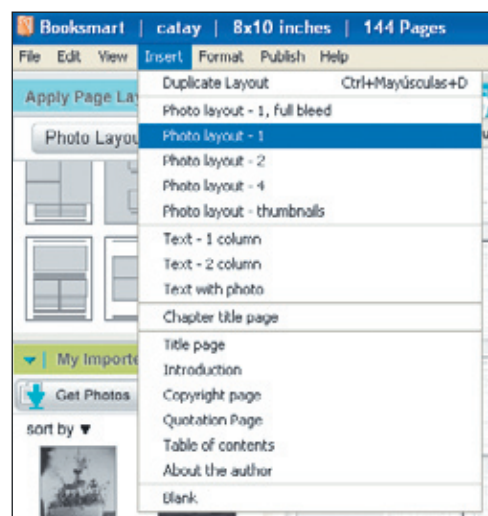 Booksmart | catay | 8x10 inches | 144 Pages
File Edit View Insert Format Publish Help
Apply Page La
Photo Layou
Duplicate Layout Ctrl+Mayúsculas+D
Photo layout - 1, full bleed
Photo layout - 1
Photo layout - 2
Photo layout - 4
Photo layout - thumbnails
Text - 1 column
Text - 2 column
Text with photo
Chapter title page
Title page
Introduction
Copyright page
Quotation Page
Table of contents
About the author
Blank
My Importe
Get Photos
sort by